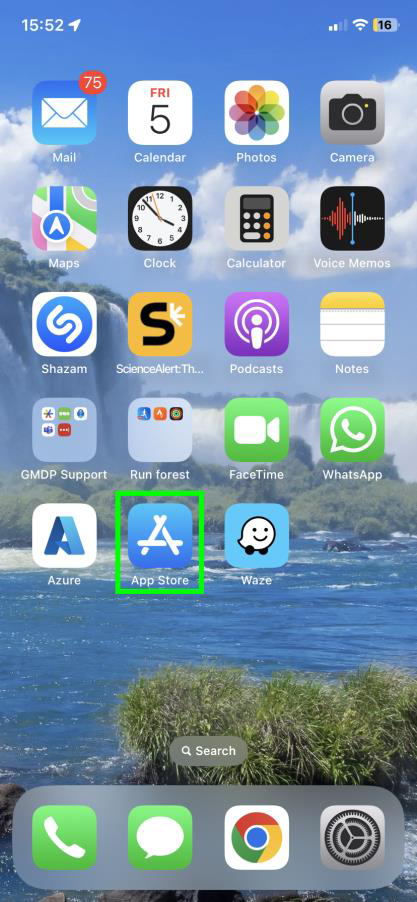 15:52
16
75
FRI
5
Mail
Calendar
Photos
Camera
Maps
Clock
Calculator
Voice Memos
Shazam
ScienceAlert:Th...
Podcasts
Notes
GMDP Support
Run forest
FaceTime
WhatsApp
Azure
App Store
Waze
Search